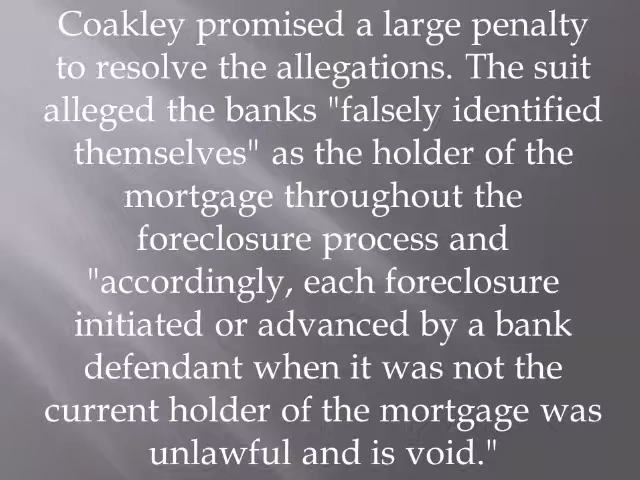 Coakley promised a large penalty
to resolve the allegations. The suit
alleged the banks "falsely identified
themselves" as the holder of the
mortgage throughout the
foreclosure process and
"accordingly, each foreclosure
initiated or advanced by a bank
defendant when it was not the
current holder of the mortgage was
unlawful and is void."